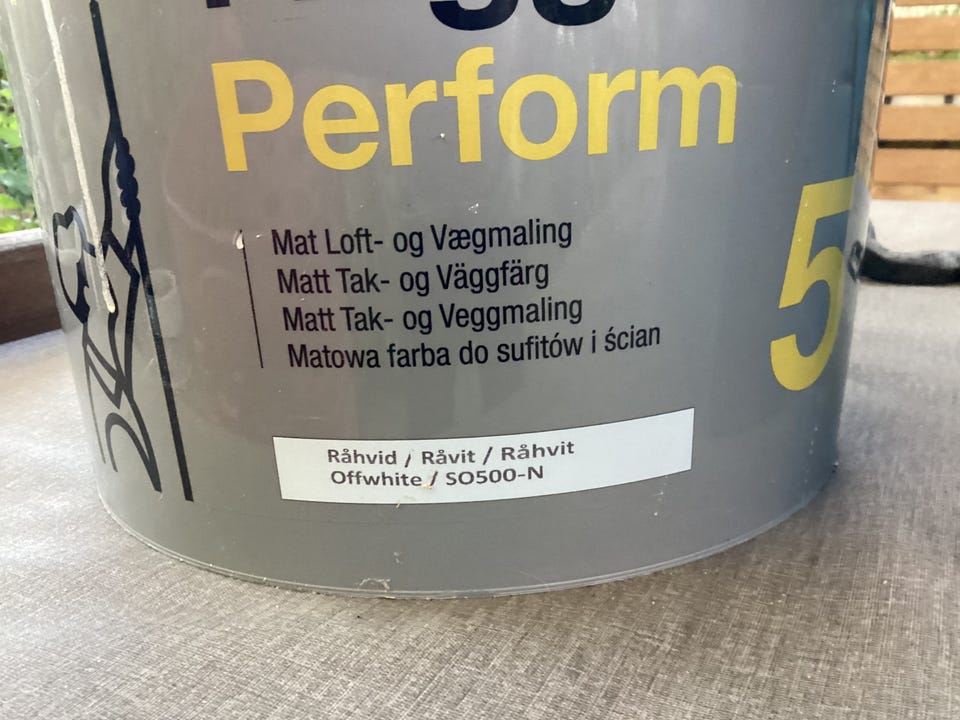 Perform
5
Mat Loft- og Vægmaling
Matt Tak- og Väggfärg
Matt Tak- og Veggmaling
Matowa farba do sufitów i ścian
Råhvid / Råvit / Råhvit
Offwhite / SO500-N